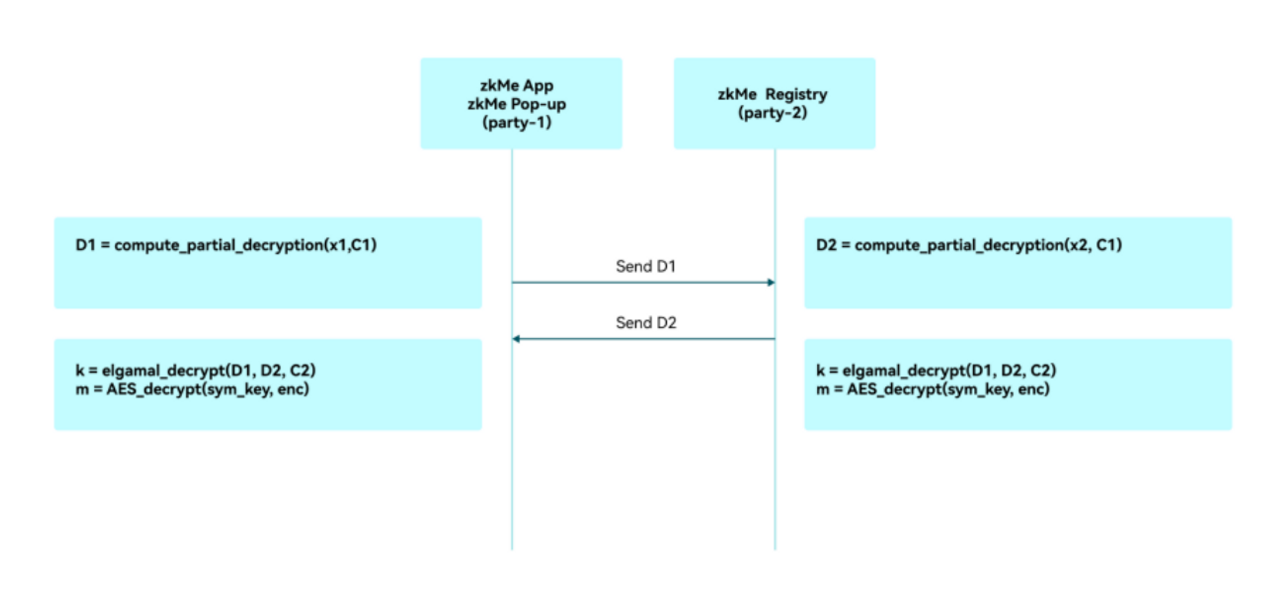 zkMe App
zkMe Pop-up
(party-1)
zkMe Registry
(party-2)
D1 = compute_partial_decryption(x1,C1)
D2 = compute_partial_decryption(x2, C1)
Send D1
Send D2
k = elgamal_decrypt(D1, D2, C2)
m = AES_decrypt(sym_key, enc)
k = elgamal_decrypt(D1, D2, C2)
m = AES_decrypt(sym_key, enc)